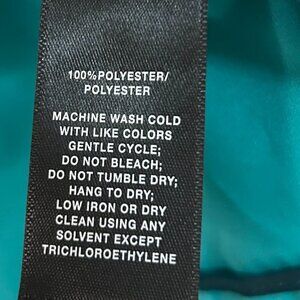 100%POLYESTER/
POLYESTER
MACHINE WASH COLD
WITH LIKE COLORS
GENTLE CYCLE;
DO NOT BLEACH;
DO NOT TUMBLE DRY;
HANG TO DRY;
LOW IRON OR DRY
CLEAN USING ANY
SOLVENT EXCEPT
TRICHLOROETHYLENE